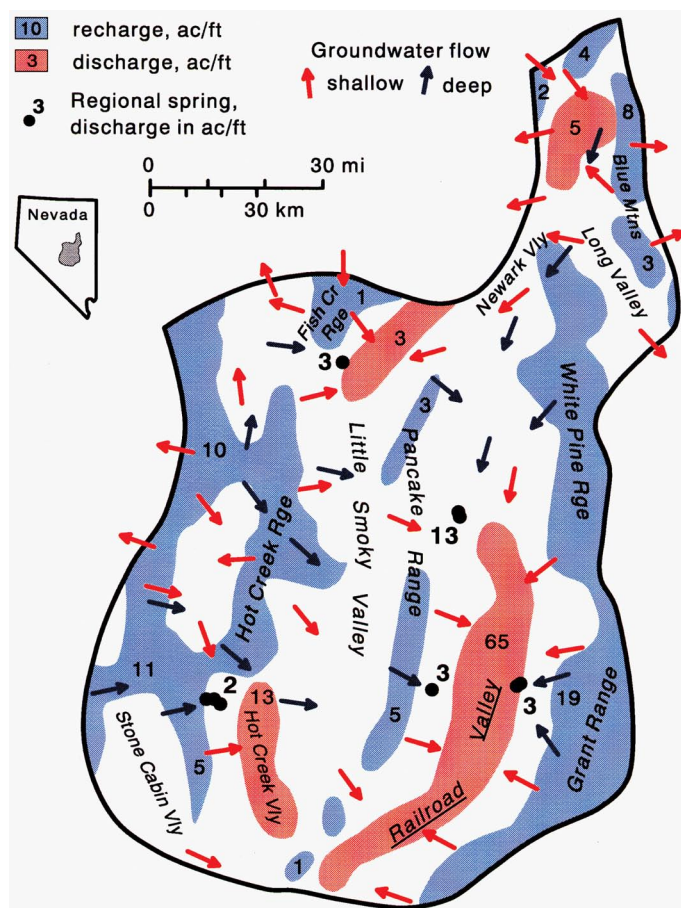 10 recharge, ac/ft
3 discharge, ac/ft
3 Regional spring,
discharge in ac/ft
Groundwater flow
shallow deep
0 30 mi
0 30 km
Nevada
4
2
8
5
Blue Mtns
3
Long Valley
Newark Vly
1
Fish Cr
Rge
3
3
White Pine Rge
3
10
Little Smoky Valley
Pancake Range
13
Hot Creek Rge
65
11
2
13
3
3
19
Stone Cabin Vly
5
Hot Creek Vly
5
Valley
Grant Range
Railroad
1